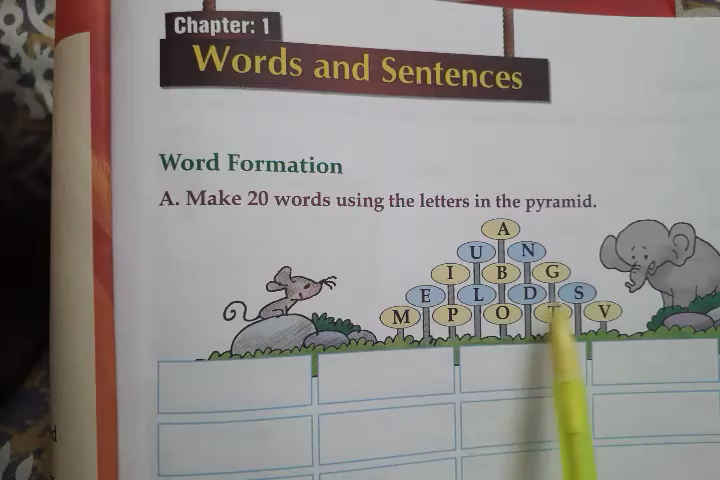 Chapter: 1
Words and Sentences
Word Formation
A. Make 20 words using the letters in the pyramid.
A
U N
I B G
E L D S
M P O T V